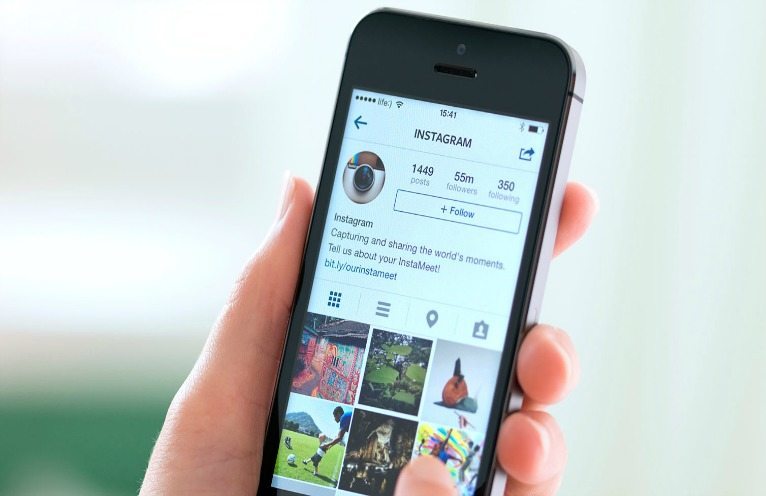 life:)
15:41
INSTAGRAM
1449 55m 350
posts followers following
+ Follow
Instagram
Capturing and sharing the world's moments.
Tell us about your InstaMeet!
bit.ly/ourinstameet